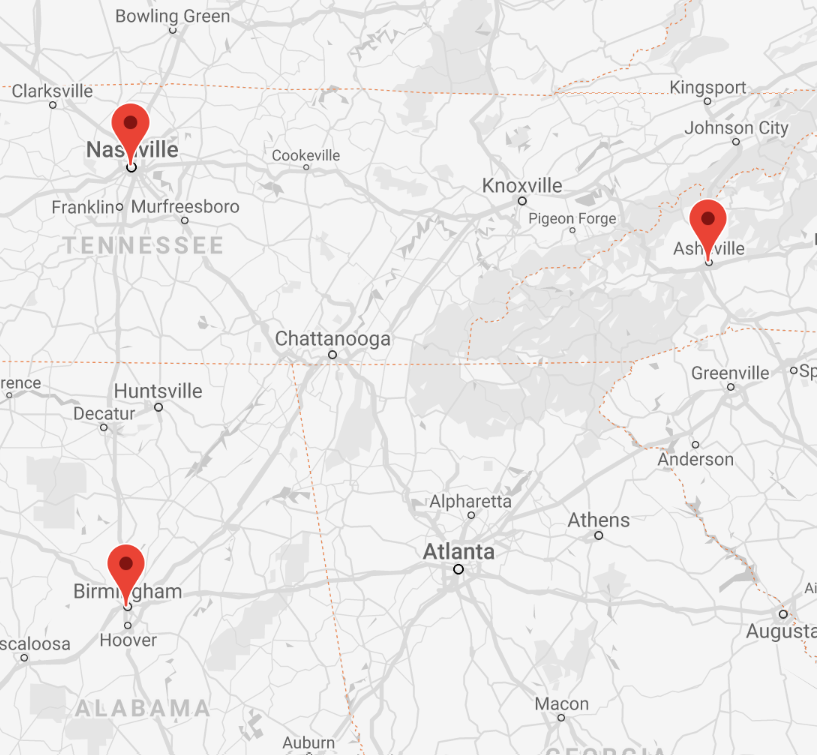 Bowling Green
Clarksville
Kingsport
Johnson City
Nashville
Cookeville
Knoxville
Franklin
Murfreesboro
Pigeon Forge
TENNESSEE
Asheville
Chattanooga
Greenville
Sp
rence
Huntsville
Decatur
Anderson
Alpharetta
Athens
Atlanta
Birmingham
Ai
Hoover
scaloosa
Augusta
ALABAMA
Macon
Auburn
GEORGIA